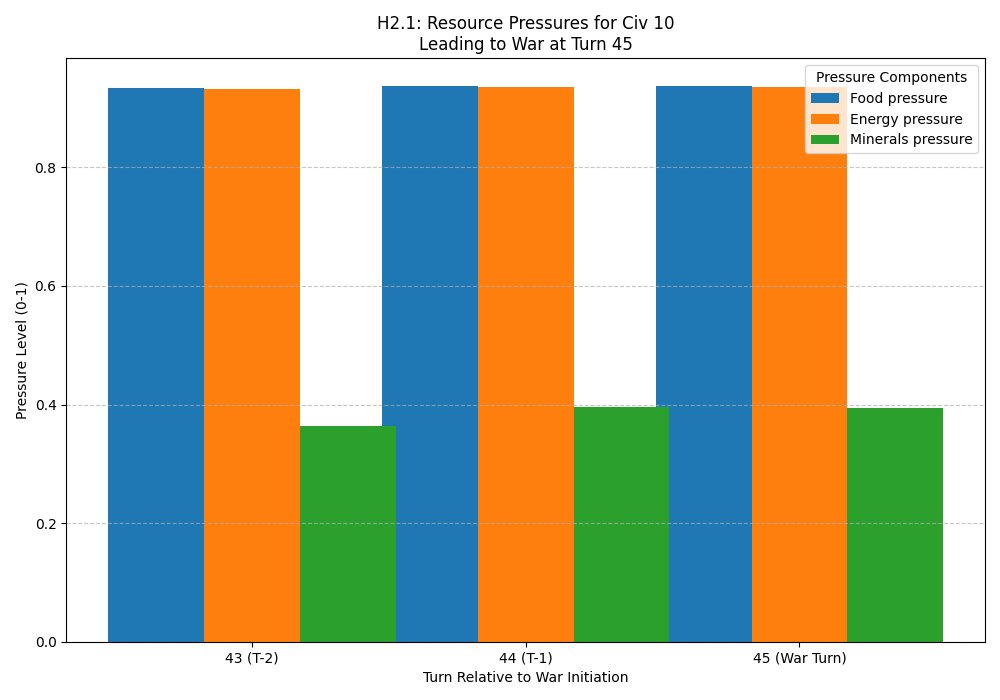 H2.1: Resource Pressures for Civ 10
Leading to War at Turn 45
Pressure Components
Food pressure
Energy pressure
Minerals pressure
Pressure Level (0-1)
0.8
0.6
0.4
0.2
0.0
43 (T-2)
44 (T-1)
45 (War Turn)
Turn Relative to War Initiation